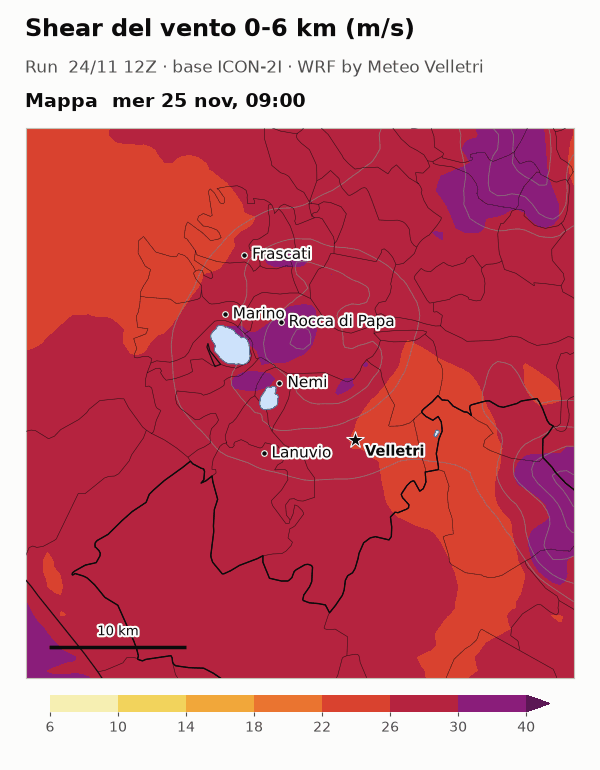 Shear del vento 0-6 km (m/s)
Run  24/11 12Z · base ICON-2I · WRF by Meteo Velletri
Mappa  mer 25 nov, 09:00
Frascati
Marino
Rocca di Papa
Nemi
Velletri
Lanuvio
10 km
6 10 14 18 22 26 30 40